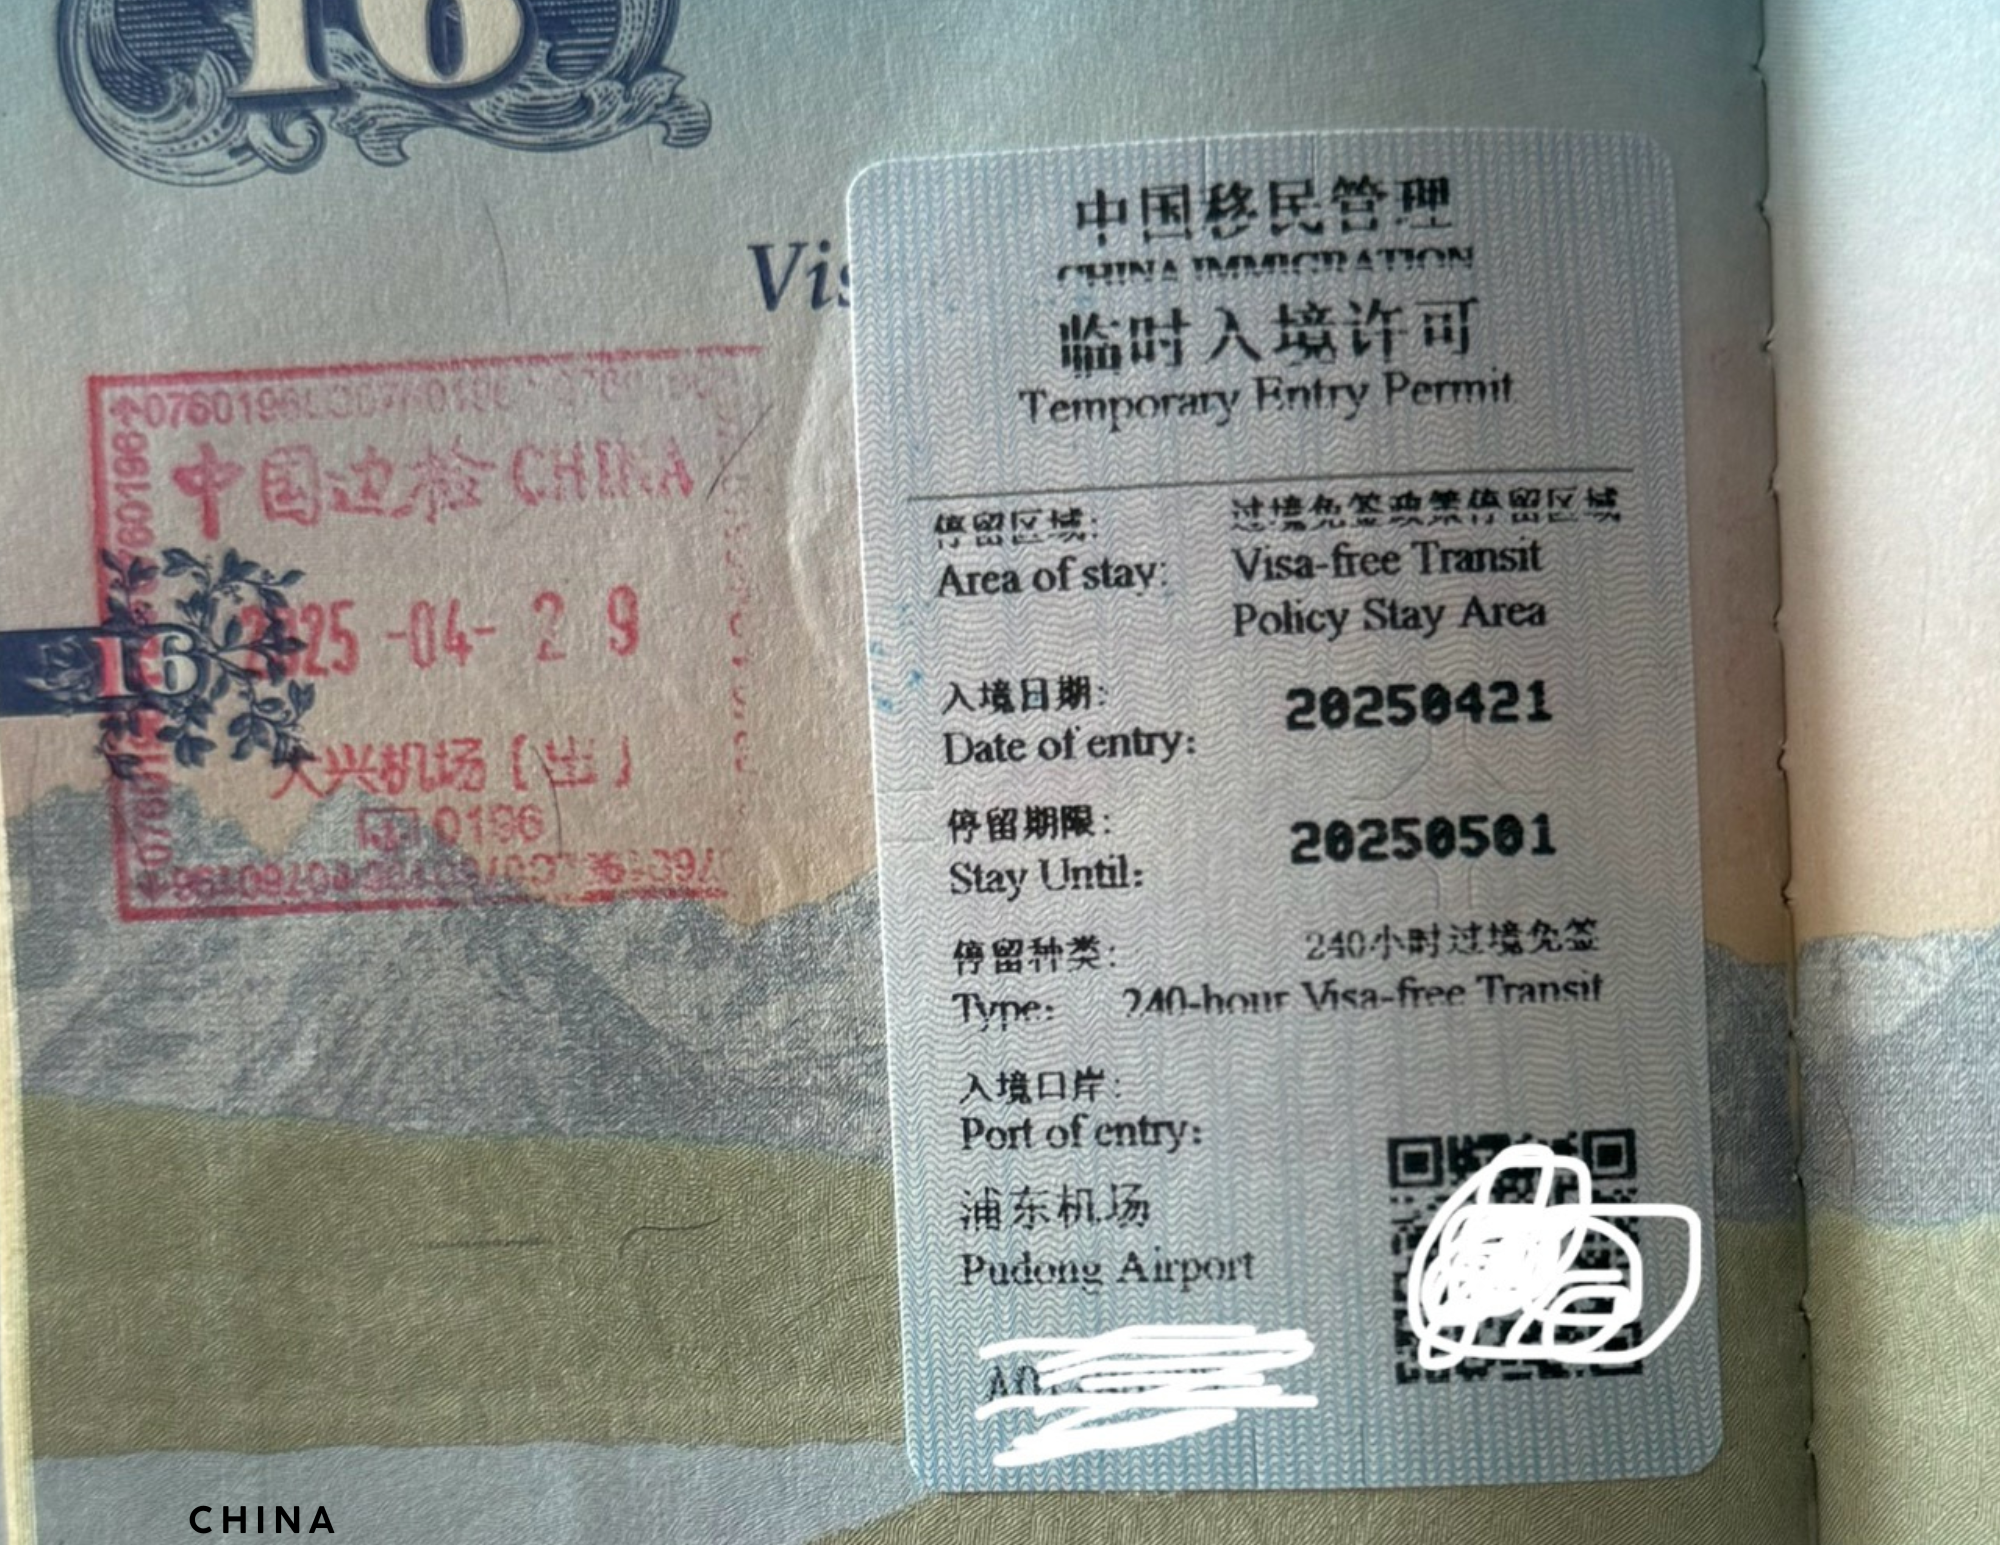 16
Vis
中国边检 CHINA
2025-04-29
大兴机场（出）
0196
16
中国移民管理
CHINA IMMIGRATION
临时入境许可
Temporary Entry Permit
停留区域: 过境免签政策停留区域
Area of stay: Visa-free Transit
Policy Stay Area
入境日期:
Date of entry: 20250421
停留期限:
Stay Until: 20250501
停留种类: 240小时过境免签
Type: 240-hour Visa-free Transit
入境口岸:
Port of entry:
浦东机场
Pudong Airport
CHINA